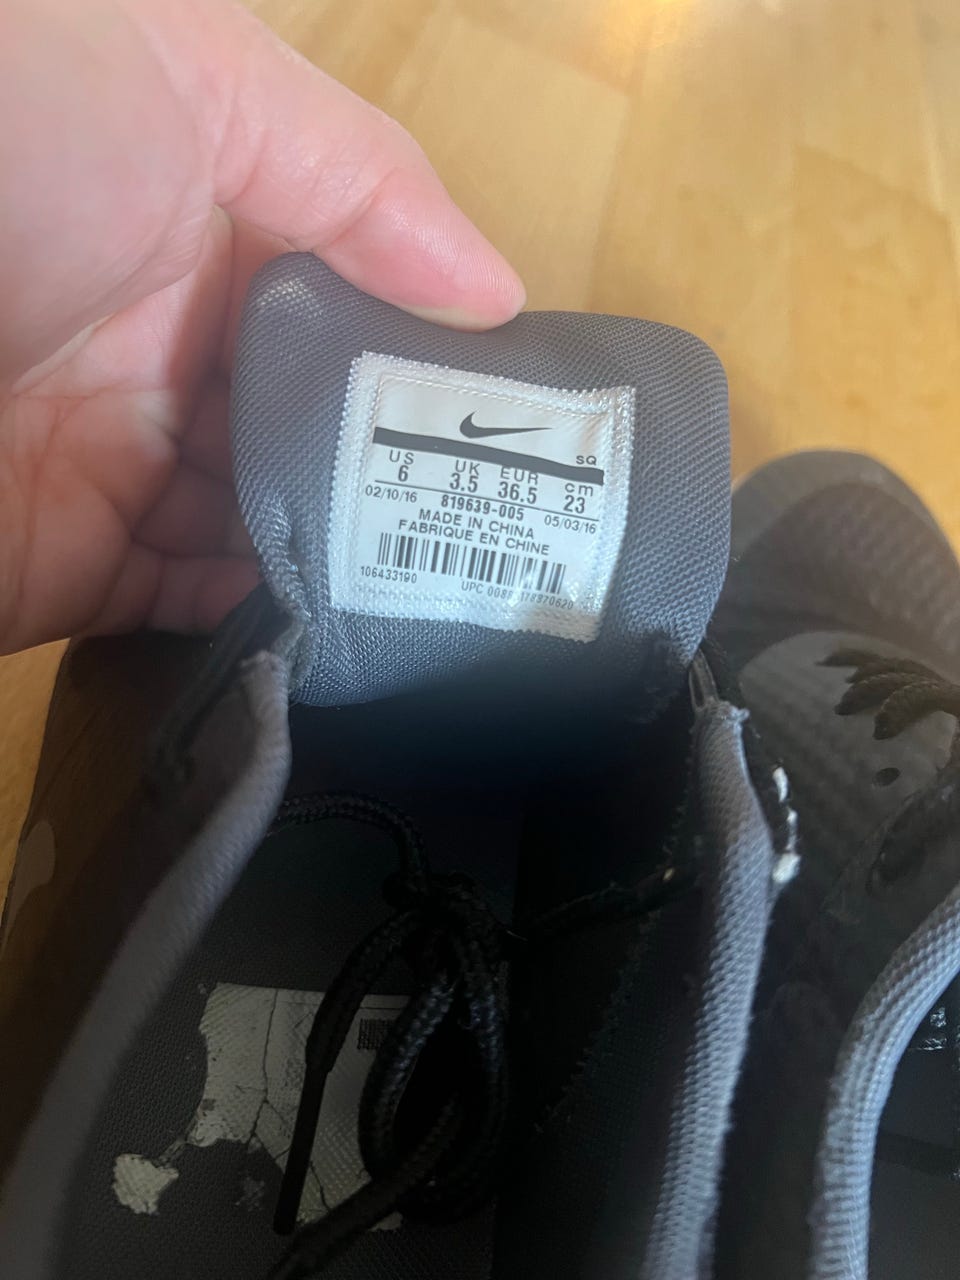 SQ
US UK EUR cm
6 3.5 36.5 23
02/10/16 819639-005 05/03/16
MADE IN CHINA
FABRIQUE EN CHINE
106433190
UPC